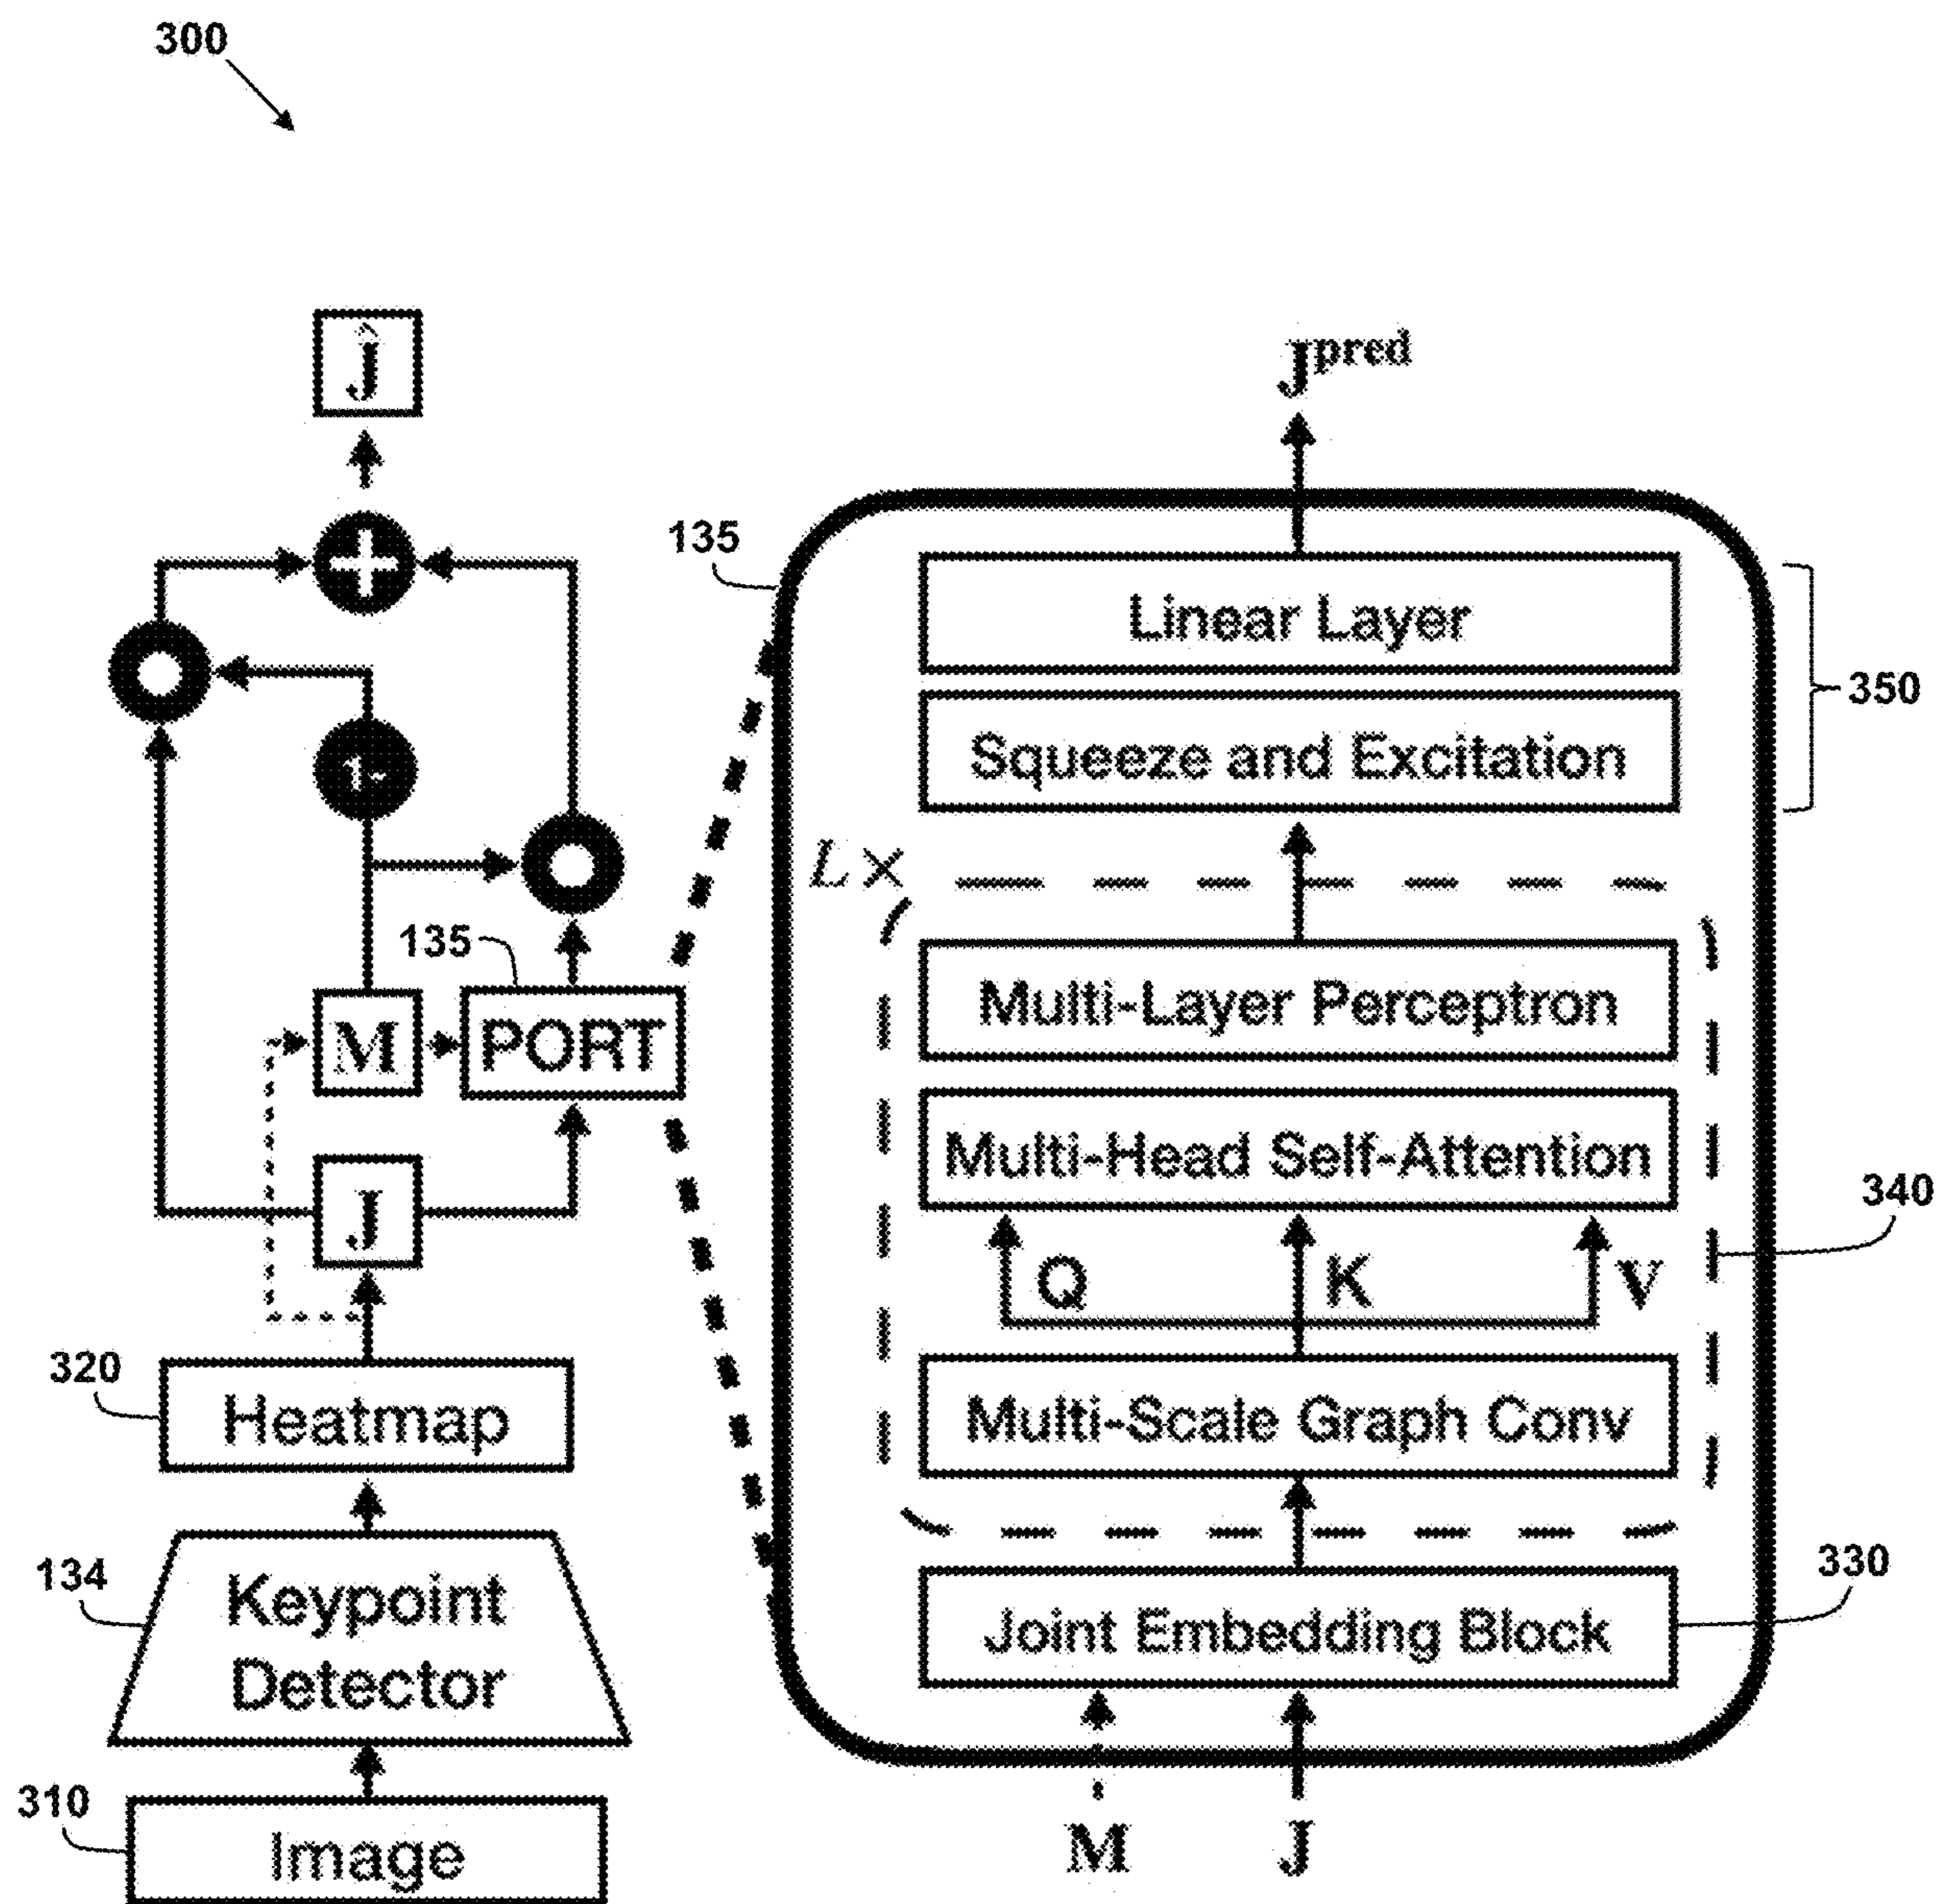 300
Ĵ
1-
135
M
PORT
J
320
Heatmap
134
Keypoint
Detector
310
Image
J^pred
135
Linear Layer
Squeeze and Excitation
350
L×
Multi-Layer Perceptron
Multi-Head Self-Attention
340
Q K V
Multi-Scale Graph Conv
330
Joint Embedding Block
M J